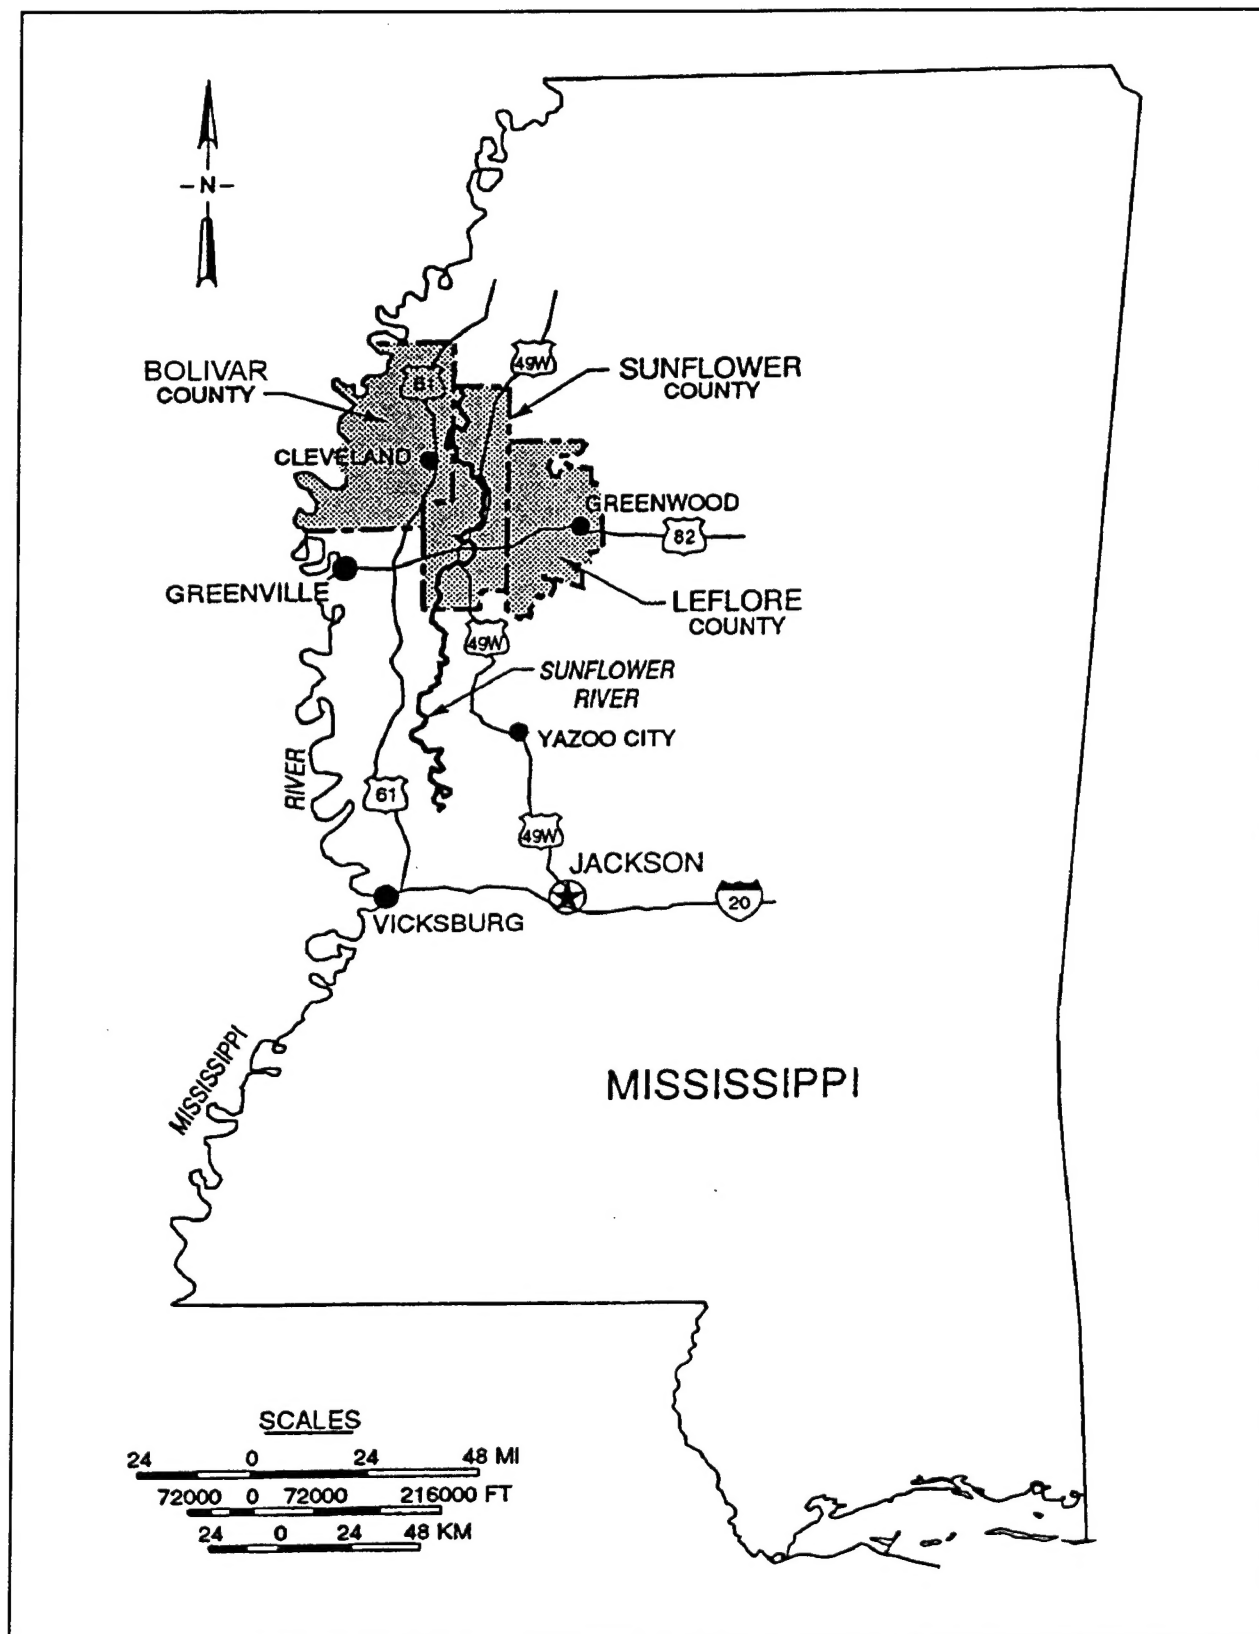 -N-
49W
BOLIVAR
COUNTY
61
SUNFLOWER
COUNTY
CLEVELAND
GREENWOOD
82
GREENVILLE
LEFLORE
COUNTY
49W
SUNFLOWER
RIVER
YAZOO CITY
RIVER
61
49W
JACKSON
20
VICKSBURG
MISSISSIPPI
MISSISSIPPI
SCALES
24 0 24 48 MI
72000 0 72000 216000 FT
24 0 24 48 KM